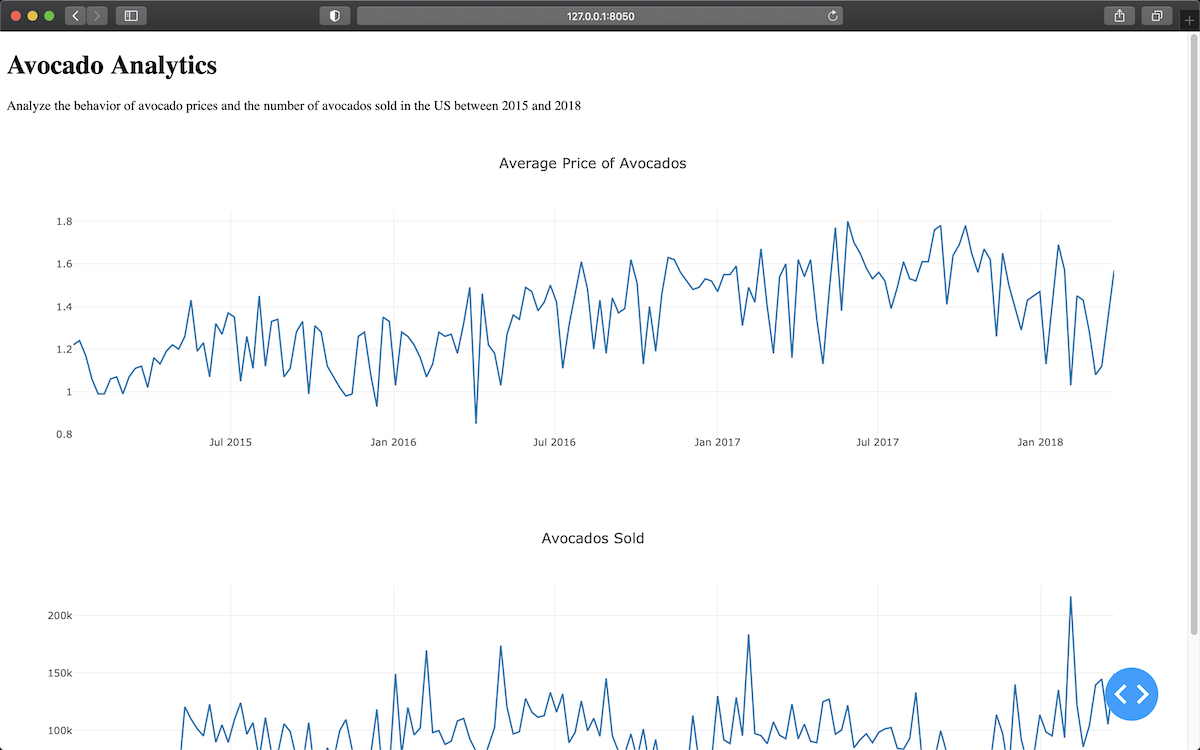 127.0.0.1:8050
Avocado Analytics
Analyze the behavior of avocado prices and the number of avocados sold in the US between 2015 and 2018
Average Price of Avocados
1.8
1.6
1.4
1.2
1
0.8
Jul 2015 Jan 2016 Jul 2016 Jan 2017 Jul 2017 Jan 2018
Avocados Sold
200k
150k
100k